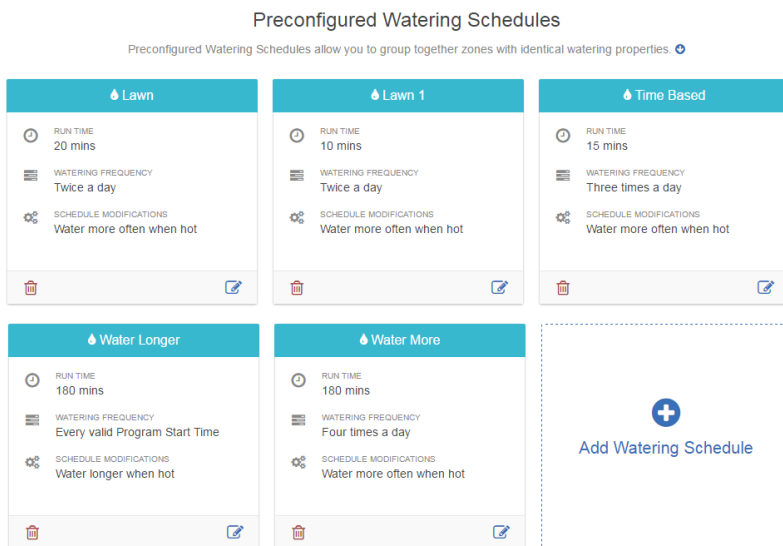 Preconfigured Watering Schedules
Preconfigured Watering Schedules allow you to group together zones with identical watering properties.
Lawn
RUN TIME
20 mins
WATERING FREQUENCY
Twice a day
SCHEDULE MODIFICATIONS
Water more often when hot
Lawn 1
RUN TIME
10 mins
WATERING FREQUENCY
Twice a day
SCHEDULE MODIFICATIONS
Water more often when hot
Time Based
RUN TIME
15 mins
WATERING FREQUENCY
Three times a day
SCHEDULE MODIFICATIONS
Water more often when hot
Water Longer
RUN TIME
180 mins
WATERING FREQUENCY
Every valid Program Start Time
SCHEDULE MODIFICATIONS
Water longer when hot
Water More
RUN TIME
180 mins
WATERING FREQUENCY
Four times a day
SCHEDULE MODIFICATIONS
Water more often when hot
Add Watering Schedule